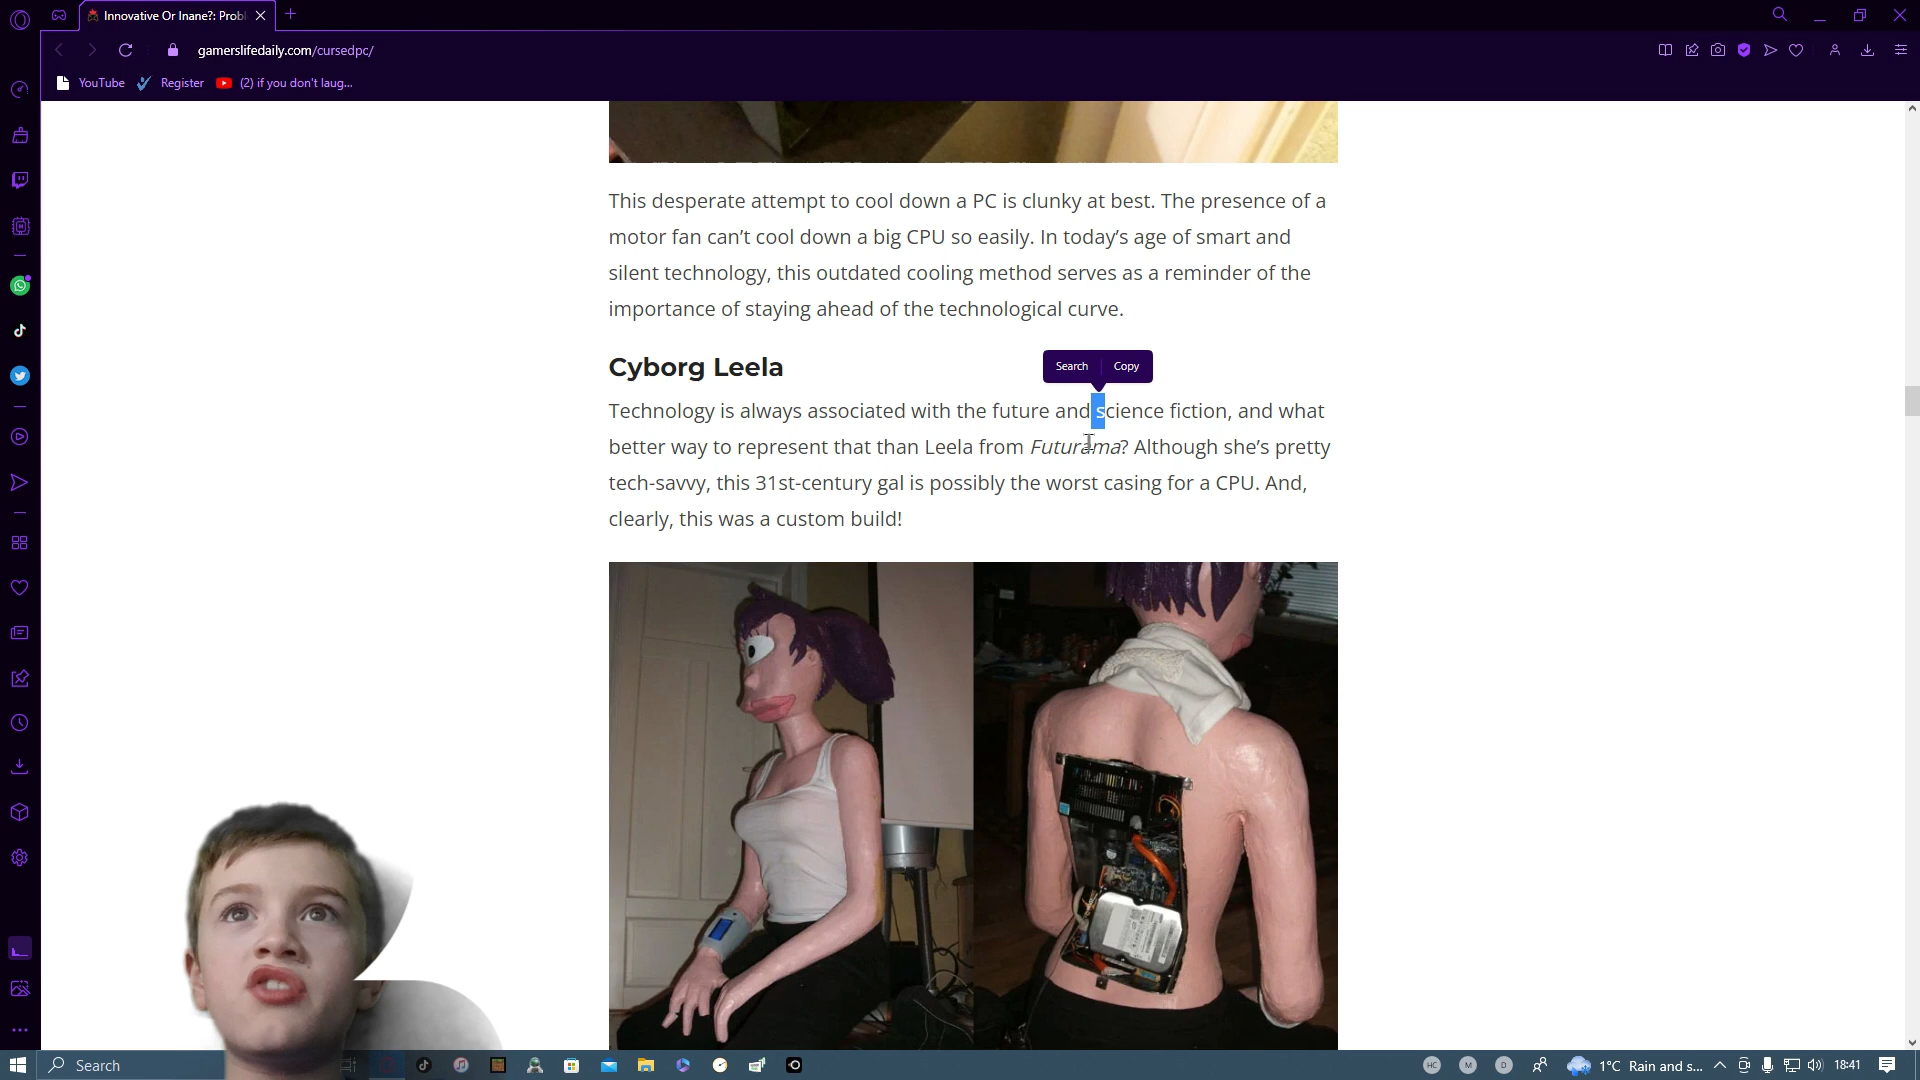 Innovative Or Inane?: Probl
gamerslifedaily.com/cursedpc/
YouTube
Register
(2) if you don't laug...
This desperate attempt to cool down a PC is clunky at best. The presence of a
motor fan can’t cool down a big CPU so easily. In today’s age of smart and
silent technology, this outdated cooling method serves as a reminder of the
importance of staying ahead of the technological curve.
Cyborg Leela
Search
Copy
Technology is always associated with the future and science fiction, and what
better way to represent that than Leela from Futurama? Although she’s pretty
tech-savvy, this 31st-century gal is possibly the worst casing for a CPU. And,
clearly, this was a custom build!
Search
HC
M
D
1°C Rain and s...
18:41